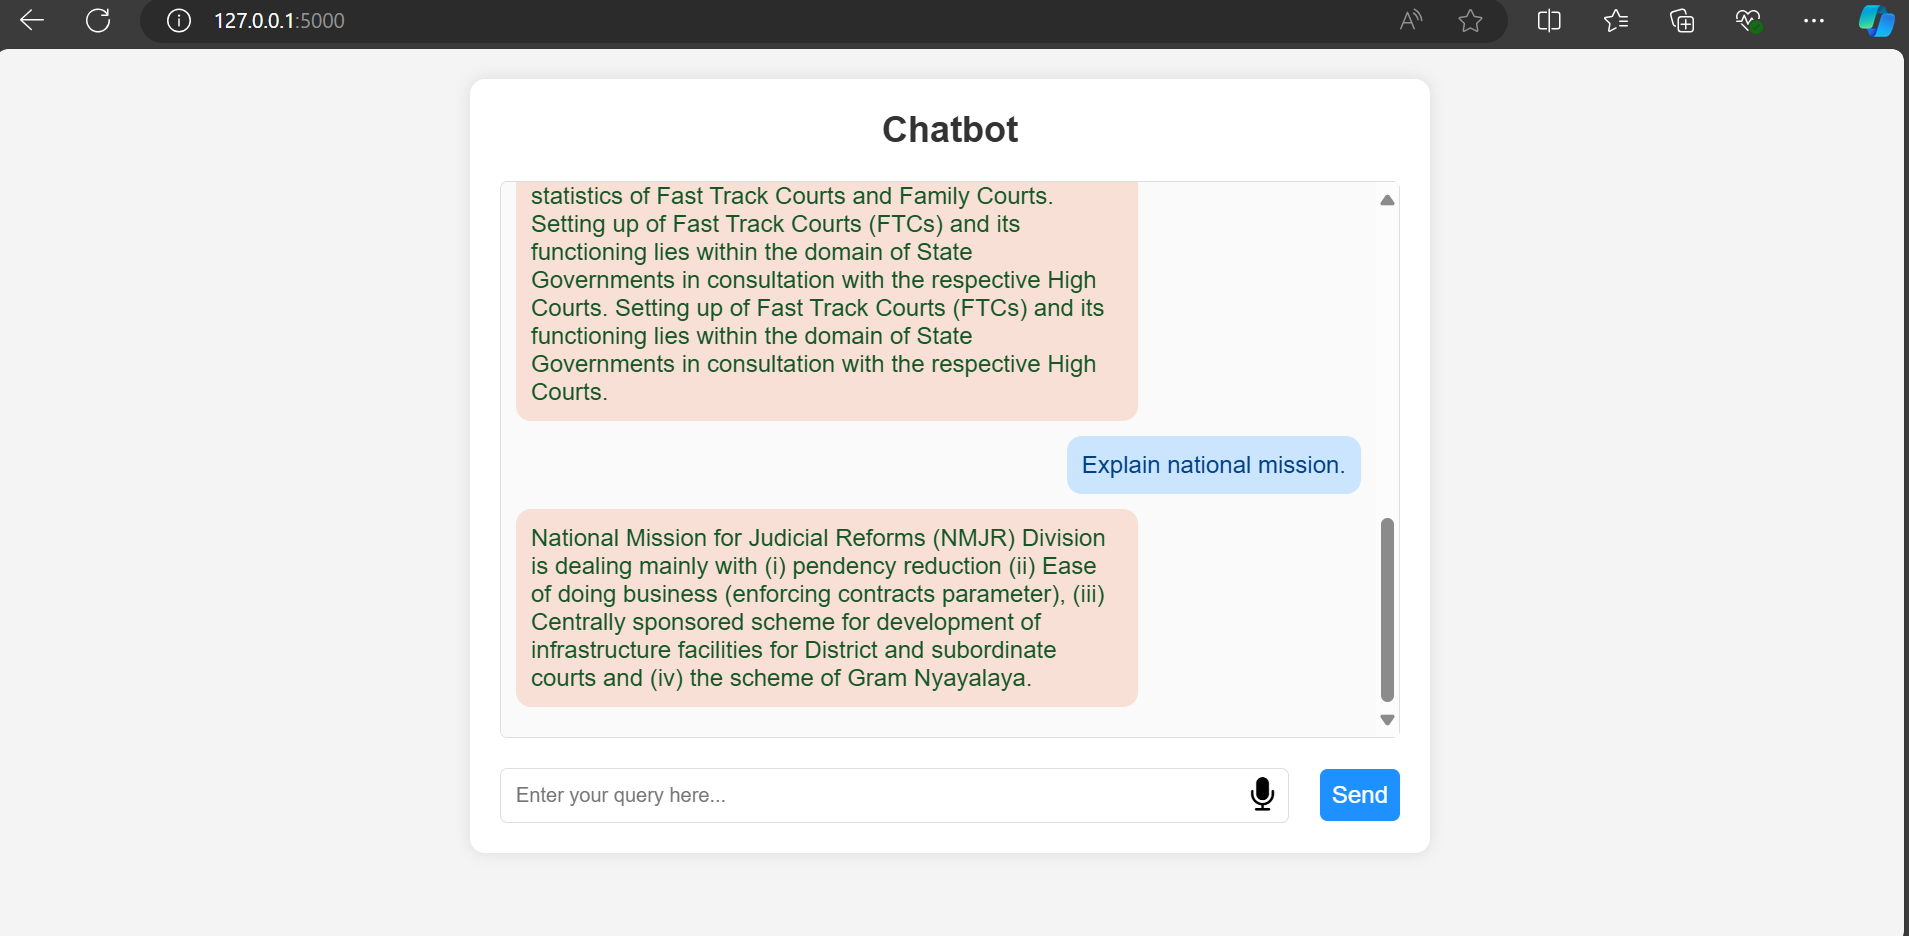 127.0.0.1:5000
Chatbot
statistics of Fast Track Courts and Family Courts.
Setting up of Fast Track Courts (FTCs) and its
functioning lies within the domain of State
Governments in consultation with the respective High
Courts. Setting up of Fast Track Courts (FTCs) and its
functioning lies within the domain of State
Governments in consultation with the respective High
Courts.
Explain national mission.
National Mission for Judicial Reforms (NMJR) Division
is dealing mainly with (i) pendency reduction (ii) Ease
of doing business (enforcing contracts parameter), (iii)
Centrally sponsored scheme for development of
infrastructure facilities for District and subordinate
courts and (iv) the scheme of Gram Nyayalaya.
Enter your query here...
Send